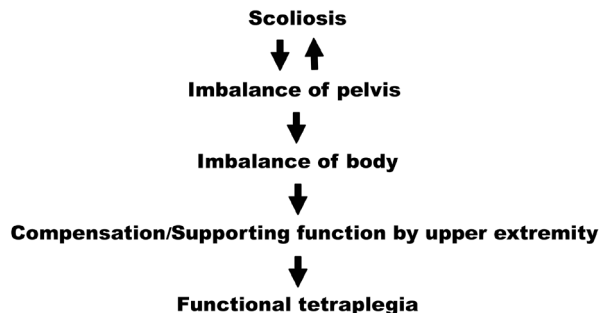 Scoliosis
Imbalance of pelvis
Imbalance of body
Compensation/Supporting function by upper extremity
Functional tetraplegia